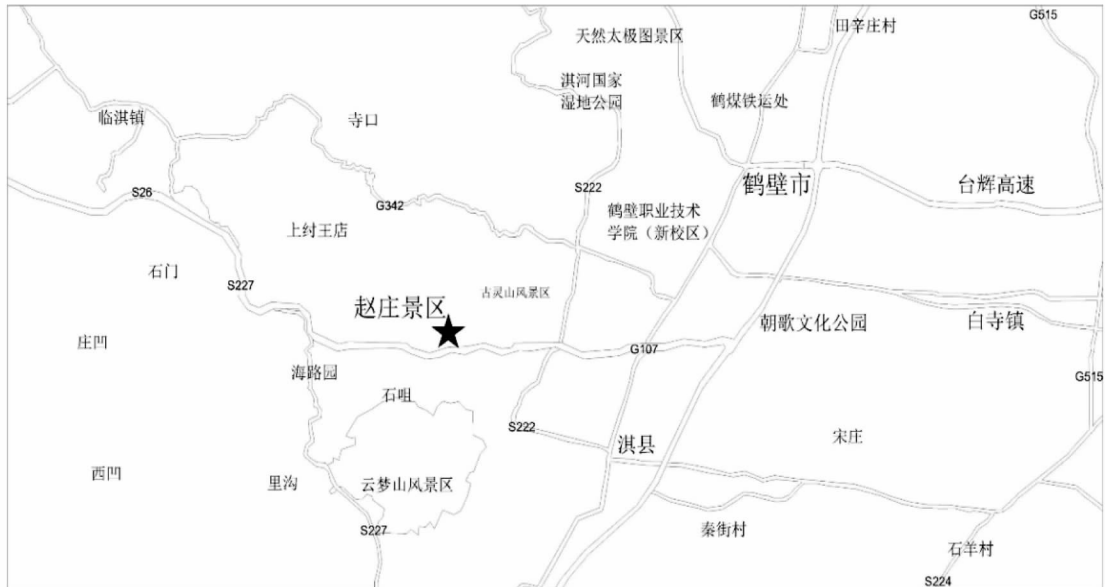 G515
田辛庄村
天然太极图景区
淇河国家
湿地公园
鹤煤铁运处
临淇镇
寺口
S26
S222
鹤壁市
台辉高速
G342
鹤壁职业技术
学院（新校区）
上纣王店
石门
S227
古灵山风景区
赵庄景区
朝歌文化公园
白寺镇
庄凹
G107
海路园
G515
石咀
S222
淇县
宋庄
西凹
里沟
云梦山风景区
S227
秦街村
石羊村
S224